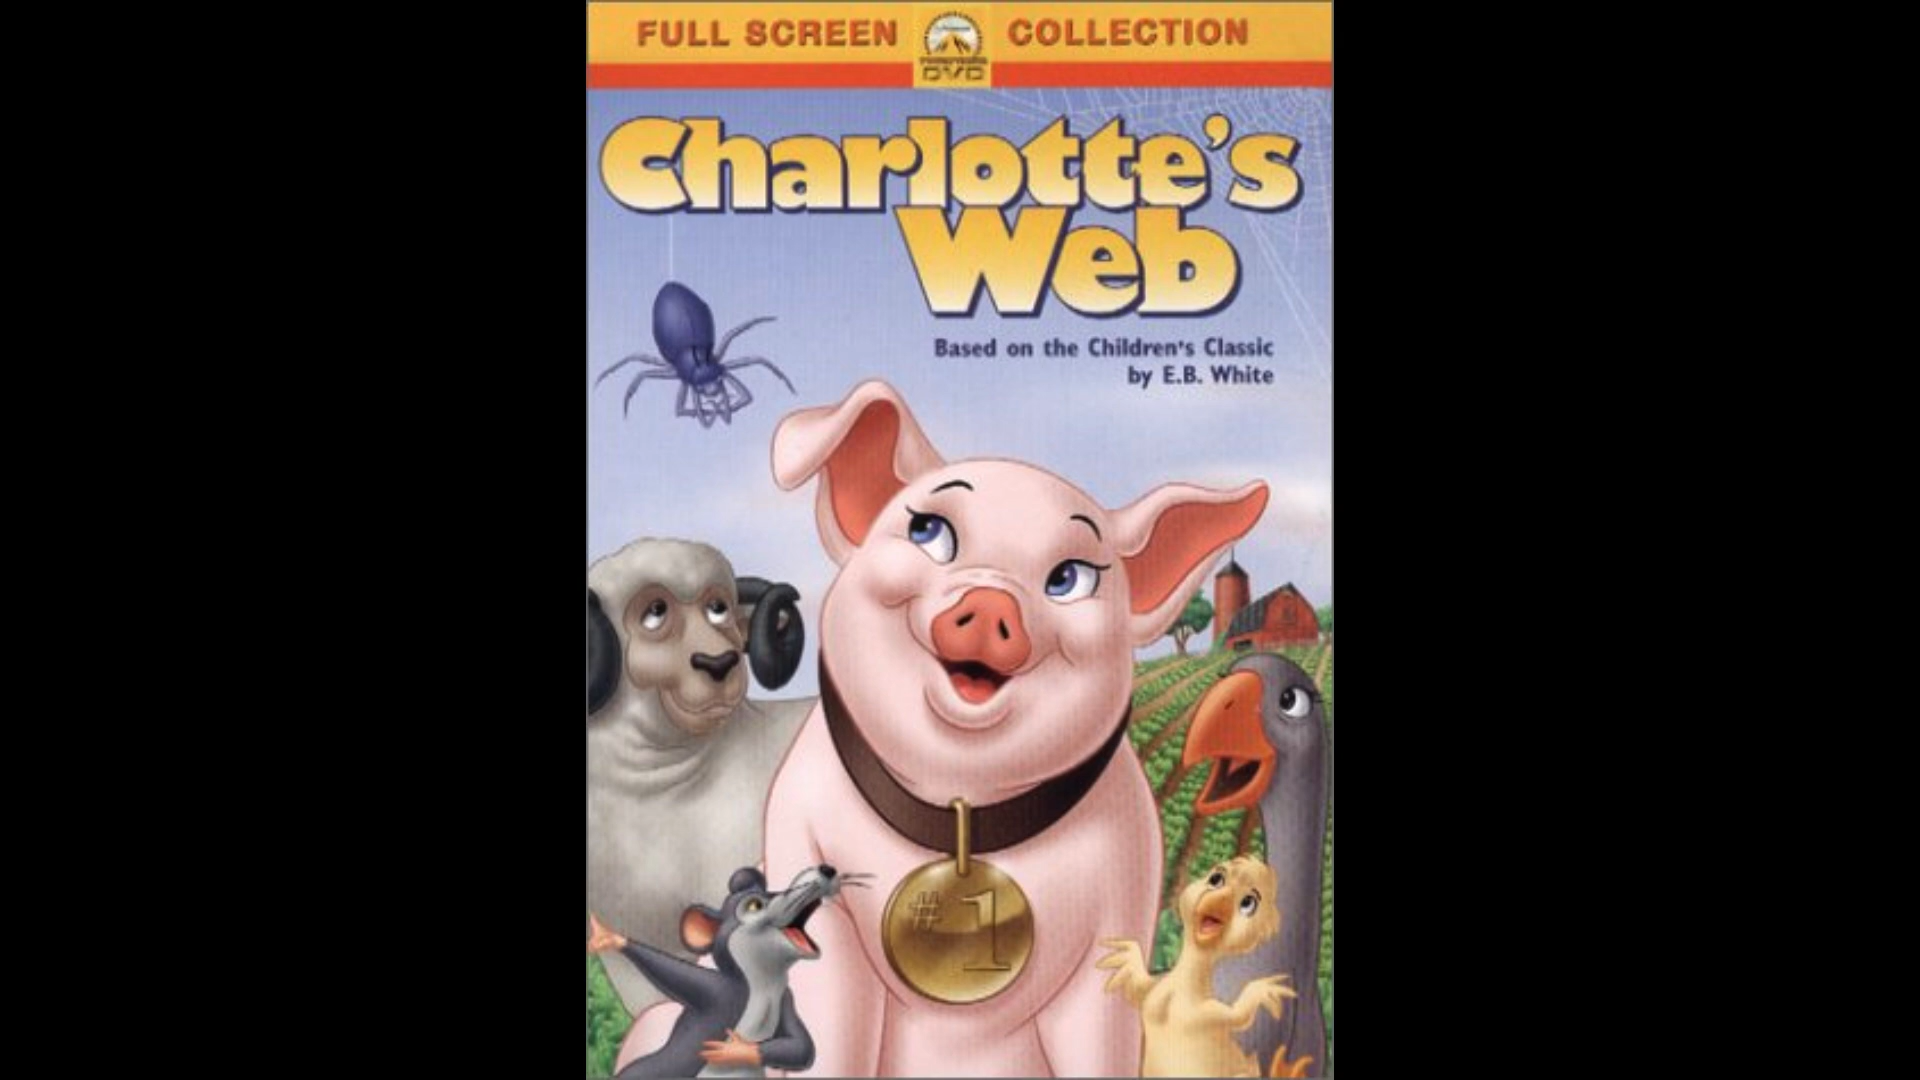 FULL SCREEN COLLECTION
DVD
Charlotte's
Web
Based on the Children's Classic
by E.B. White
#1